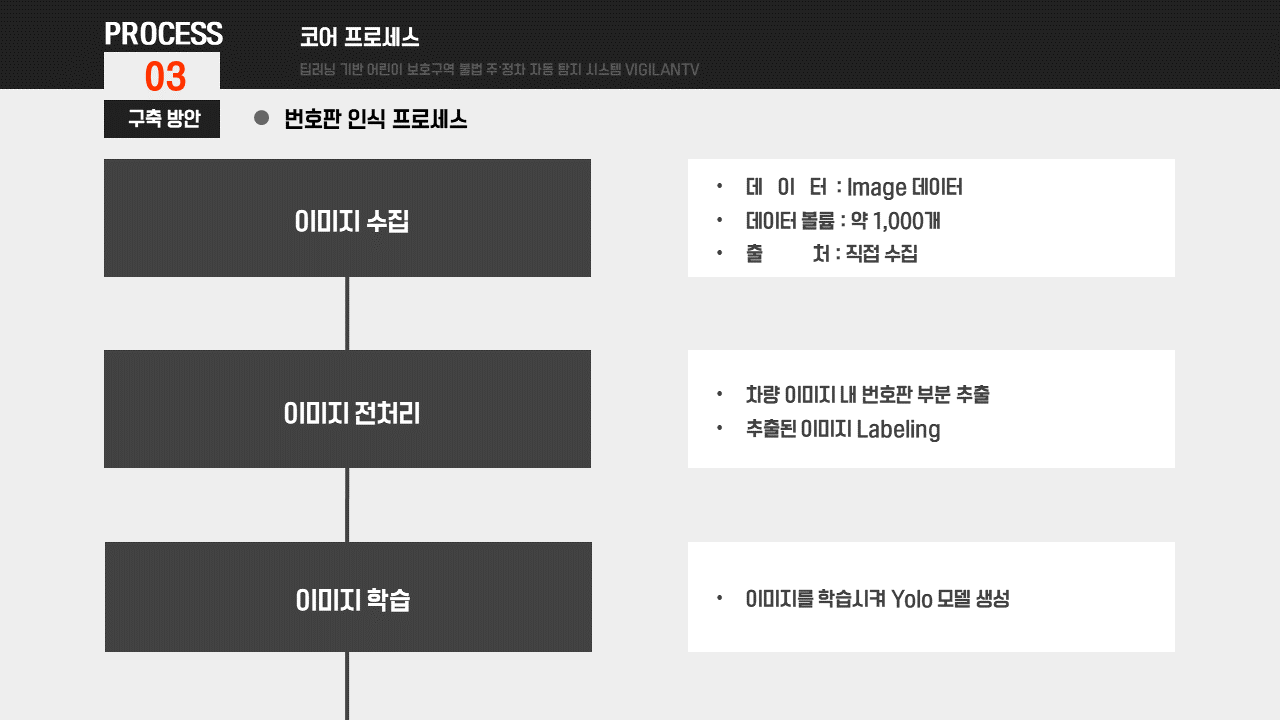 PROCESS
03
구축 방안
코어 프로세스
딥러닝 기반 어린이 보호구역 불법 주·정차 자동 탐지 시스템 VIGILANTV
● 번호판 인식 프로세스
이미지 수집
• 데 이 터 : Image 데이터
• 데이터 볼륨 : 약 1,000개
• 출 처 : 직접 수집
이미지 전처리
• 차량 이미지 내 번호판 부분 추출
• 추출된 이미지 Labeling
이미지 학습
• 이미지를 학습시켜 Yolo 모델 생성